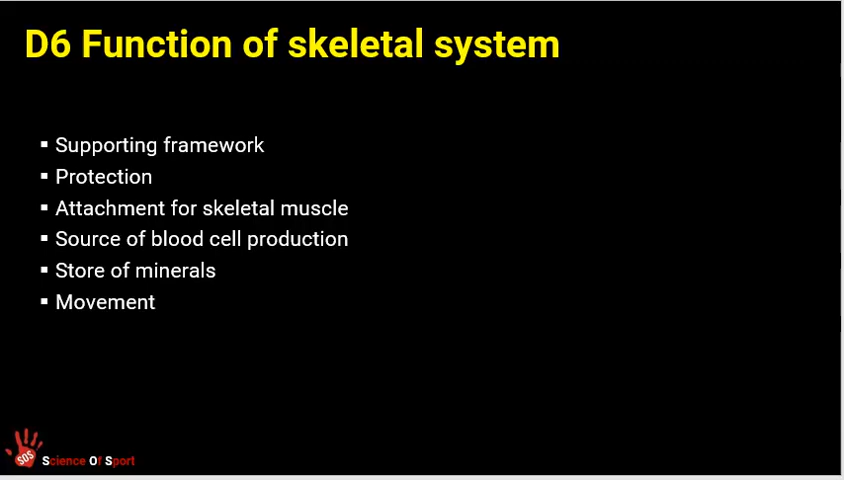 D6 Function of skeletal system
▪ Supporting framework
▪ Protection
▪ Attachment for skeletal muscle
▪ Source of blood cell production
▪ Store of minerals
▪ Movement
SOS
Science Of Sport